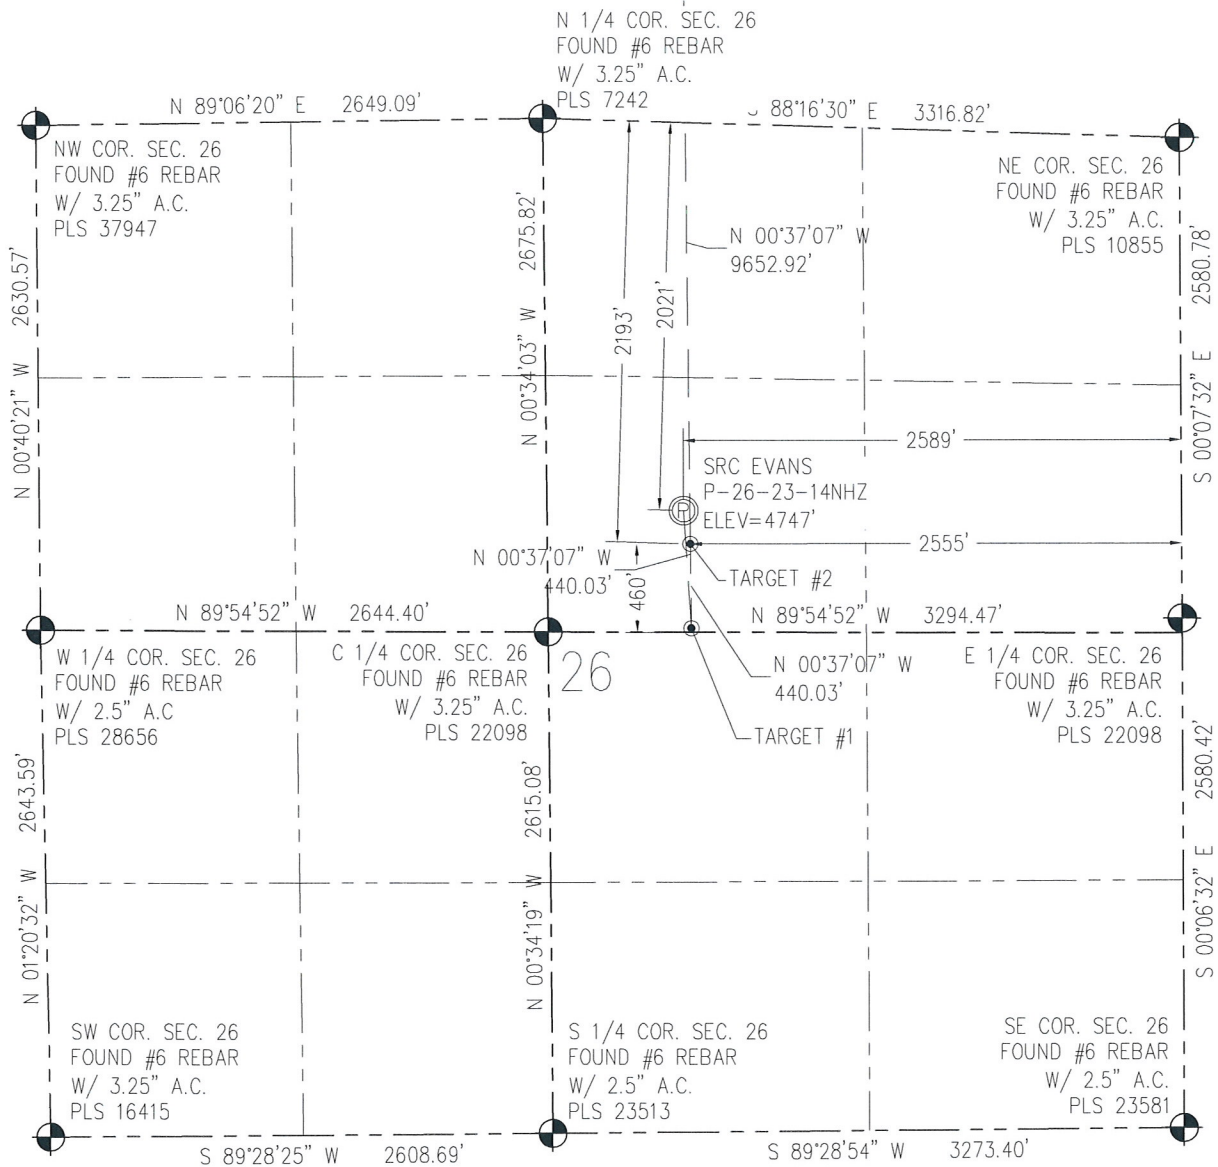 N 1/4 COR. SEC. 26
FOUND #6 REBAR
W/ 3.25" A.C.
PLS 7242
N 89°06'20" E 2649.09'
88°16'30" E 3316.82'
NW COR. SEC. 26
FOUND #6 REBAR
W/ 3.25" A.C.
PLS 37947
NE COR. SEC. 26
FOUND #6 REBAR
W/ 3.25" A.C.
PLS 10855
N 00°40'21" W 2630.57'
N 00°34'03" W 2675.82'
2193'
2021'
N 00°37'07" W
9652.92'
S 00°07'32" E 2580.78'
2589'
SRC EVANS
P-26-23-14NHZ
P
ELEV=4747'
2555'
N 00°37'07" W
440.03'
460'
TARGET #2
N 89°54'52" W 2644.40'
N 89°54'52" W 3294.47'
W 1/4 COR. SEC. 26
FOUND #6 REBAR
W/ 2.5" A.C
PLS 28656
C 1/4 COR. SEC. 26
FOUND #6 REBAR
W/ 3.25" A.C.
PLS 22098
26
N 00°37'07" W
440.03'
TARGET #1
E 1/4 COR. SEC. 26
FOUND #6 REBAR
W/ 3.25" A.C.
PLS 22098
N 01°20'32" W 2643.59'
N 00°34'19" W 2615.08'
S 00°06'32" E 2580.42'
SW COR. SEC. 26
FOUND #6 REBAR
W/ 3.25" A.C.
PLS 16415
S 1/4 COR. SEC. 26
FOUND #6 REBAR
W/ 2.5" A.C.
PLS 23513
SE COR. SEC. 26
FOUND #6 REBAR
W/ 2.5" A.C.
PLS 23581
S 89°28'25" W 2608.69'
S 89°28'54" W 3273.40'